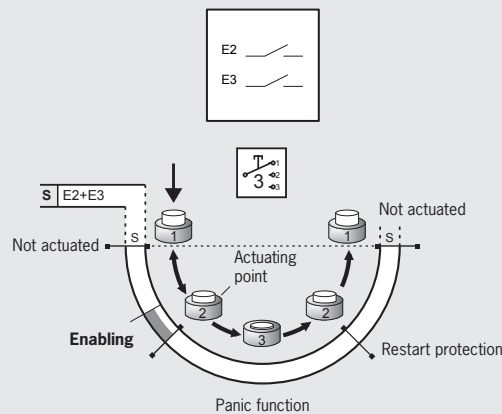 E2
E3
1
2
3
3
S E2+E3
Not actuated
S
1
1
S
Not actuated
Actuating
point
2
2
3
Enabling
Restart protection
Panic function